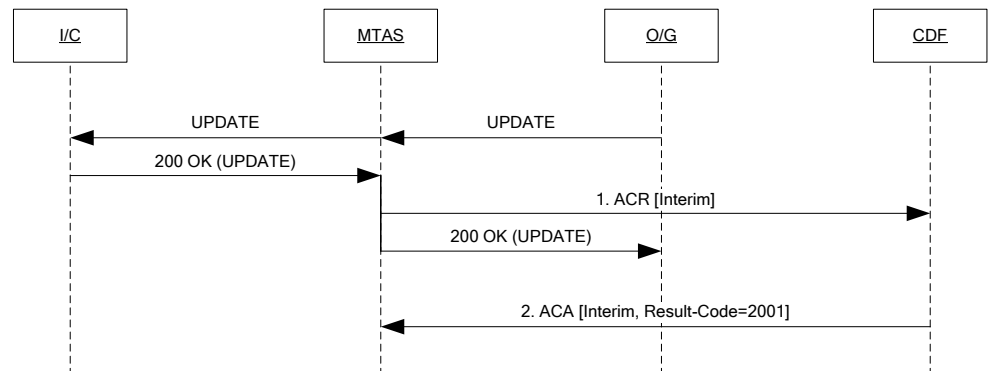 I/C
MTAS
O/G
CDF
UPDATE
UPDATE
200 OK (UPDATE)
1. ACR [Interim]
200 OK (UPDATE)
2. ACA [Interim, Result-Code=2001]